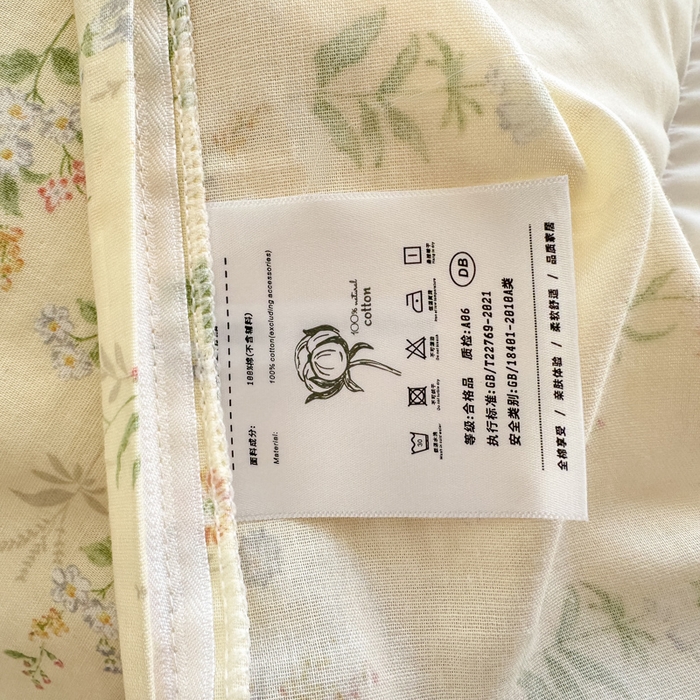 面料成分: 100%棉(不含辅料)
Material: 100% cotton(excluding accessories)
100% natural
cotton
30
等级:合格品 质检:A06
DB
执行标准:GB/T22769-2021
安全类别:GB/18401-2010A类
全棉享受 / 亲肤体验 / 柔软舒适 / 品质家居